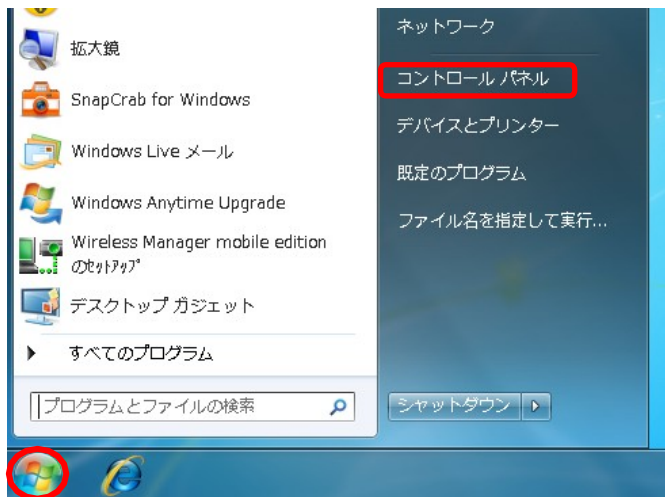 拡大鏡
SnapCrab for Windows
Windows Live メール
Windows Anytime Upgrade
Wireless Manager mobile edition
のｾｯﾄｱｯﾌﾟ
デスクトップ ガジェット
すべてのプログラム
プログラムとファイルの検索
ネットワーク
コントロール パネル
デバイスとプリンター
既定のプログラム
ファイル名を指定して実行...
シャットダウン